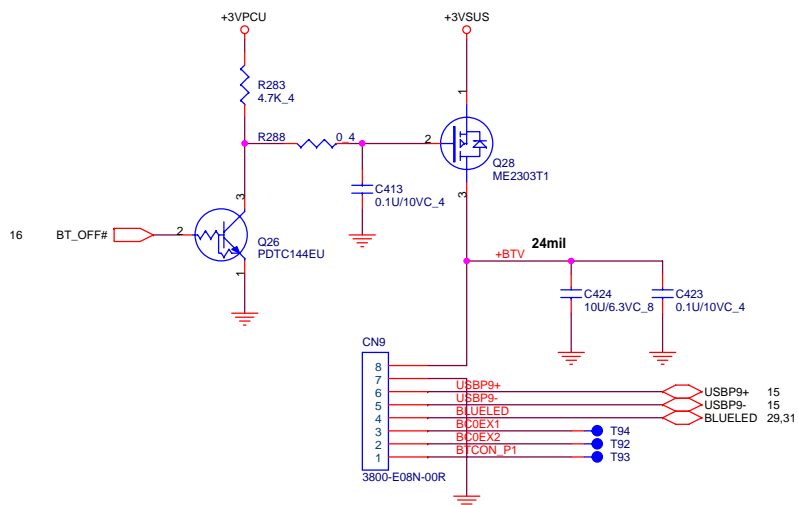 +3VPCU
+3VSUS
R283
4.7K_4
1
R288
0_4
2
Q28
ME2303T1
C413
0.1U/10VC_4
3
3
16
BT_OFF#
2
Q26
PDTC144EU
1
24mil
+BTV
C424
10U/6.3VC_8
C423
0.1U/10VC_4
CN9
8
7
6
USBP9+
USBP9+
15
5
USBP9-
USBP9-
15
4
BLUELED
BLUELED
29,31
3
BC0EX1
T94
2
BC0EX2
T92
1
BTCON_P1
T93
3800-E08N-00R